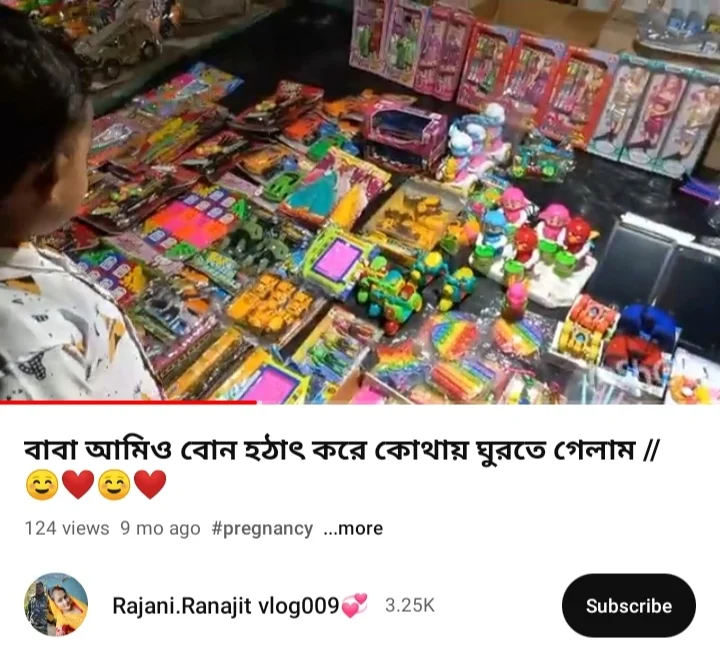 বাবা আমিও বোন হঠাৎ করে কোথায় ঘুরতে গেলাম //
😊❤️😊❤️
124 views 9 mo ago #pregnancy ...more
Rajani.Ranajit vlog009💞 3.25K
Subscribe